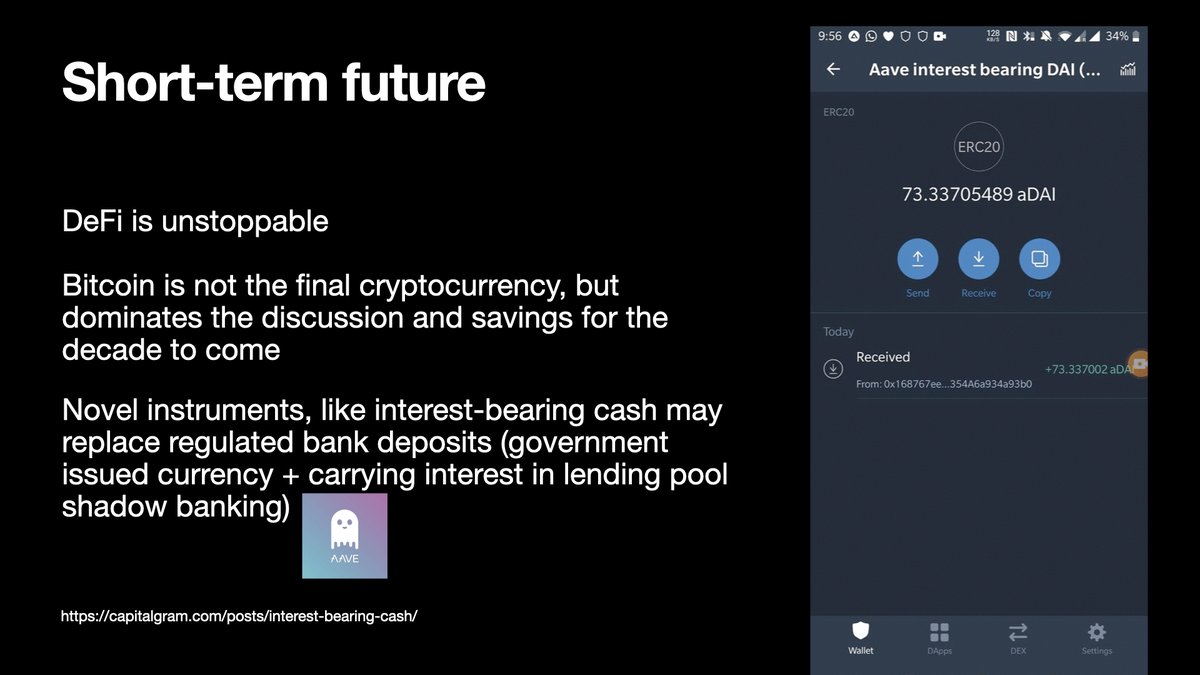 Short-term future
DeFi is unstoppable
Bitcoin is not the final cryptocurrency, but
dominates the discussion and savings for the
decade to come
Novel instruments, like interest-bearing cash may
replace regulated bank deposits (government
issued currency + carrying interest in lending pool
shadow banking)
AAVE
https://capitalgram.com/posts/interest-bearing-cash/
9:56
128
KB/S
34%
Aave interest bearing DAI (...
ERC20
ERC20
73.33705489 aDAI
Send
Receive
Copy
Today
Received
+73.337002 aDA
From: 0x168767ee...354A6a934a93b0
Wallet
DApps
DEX
Settings